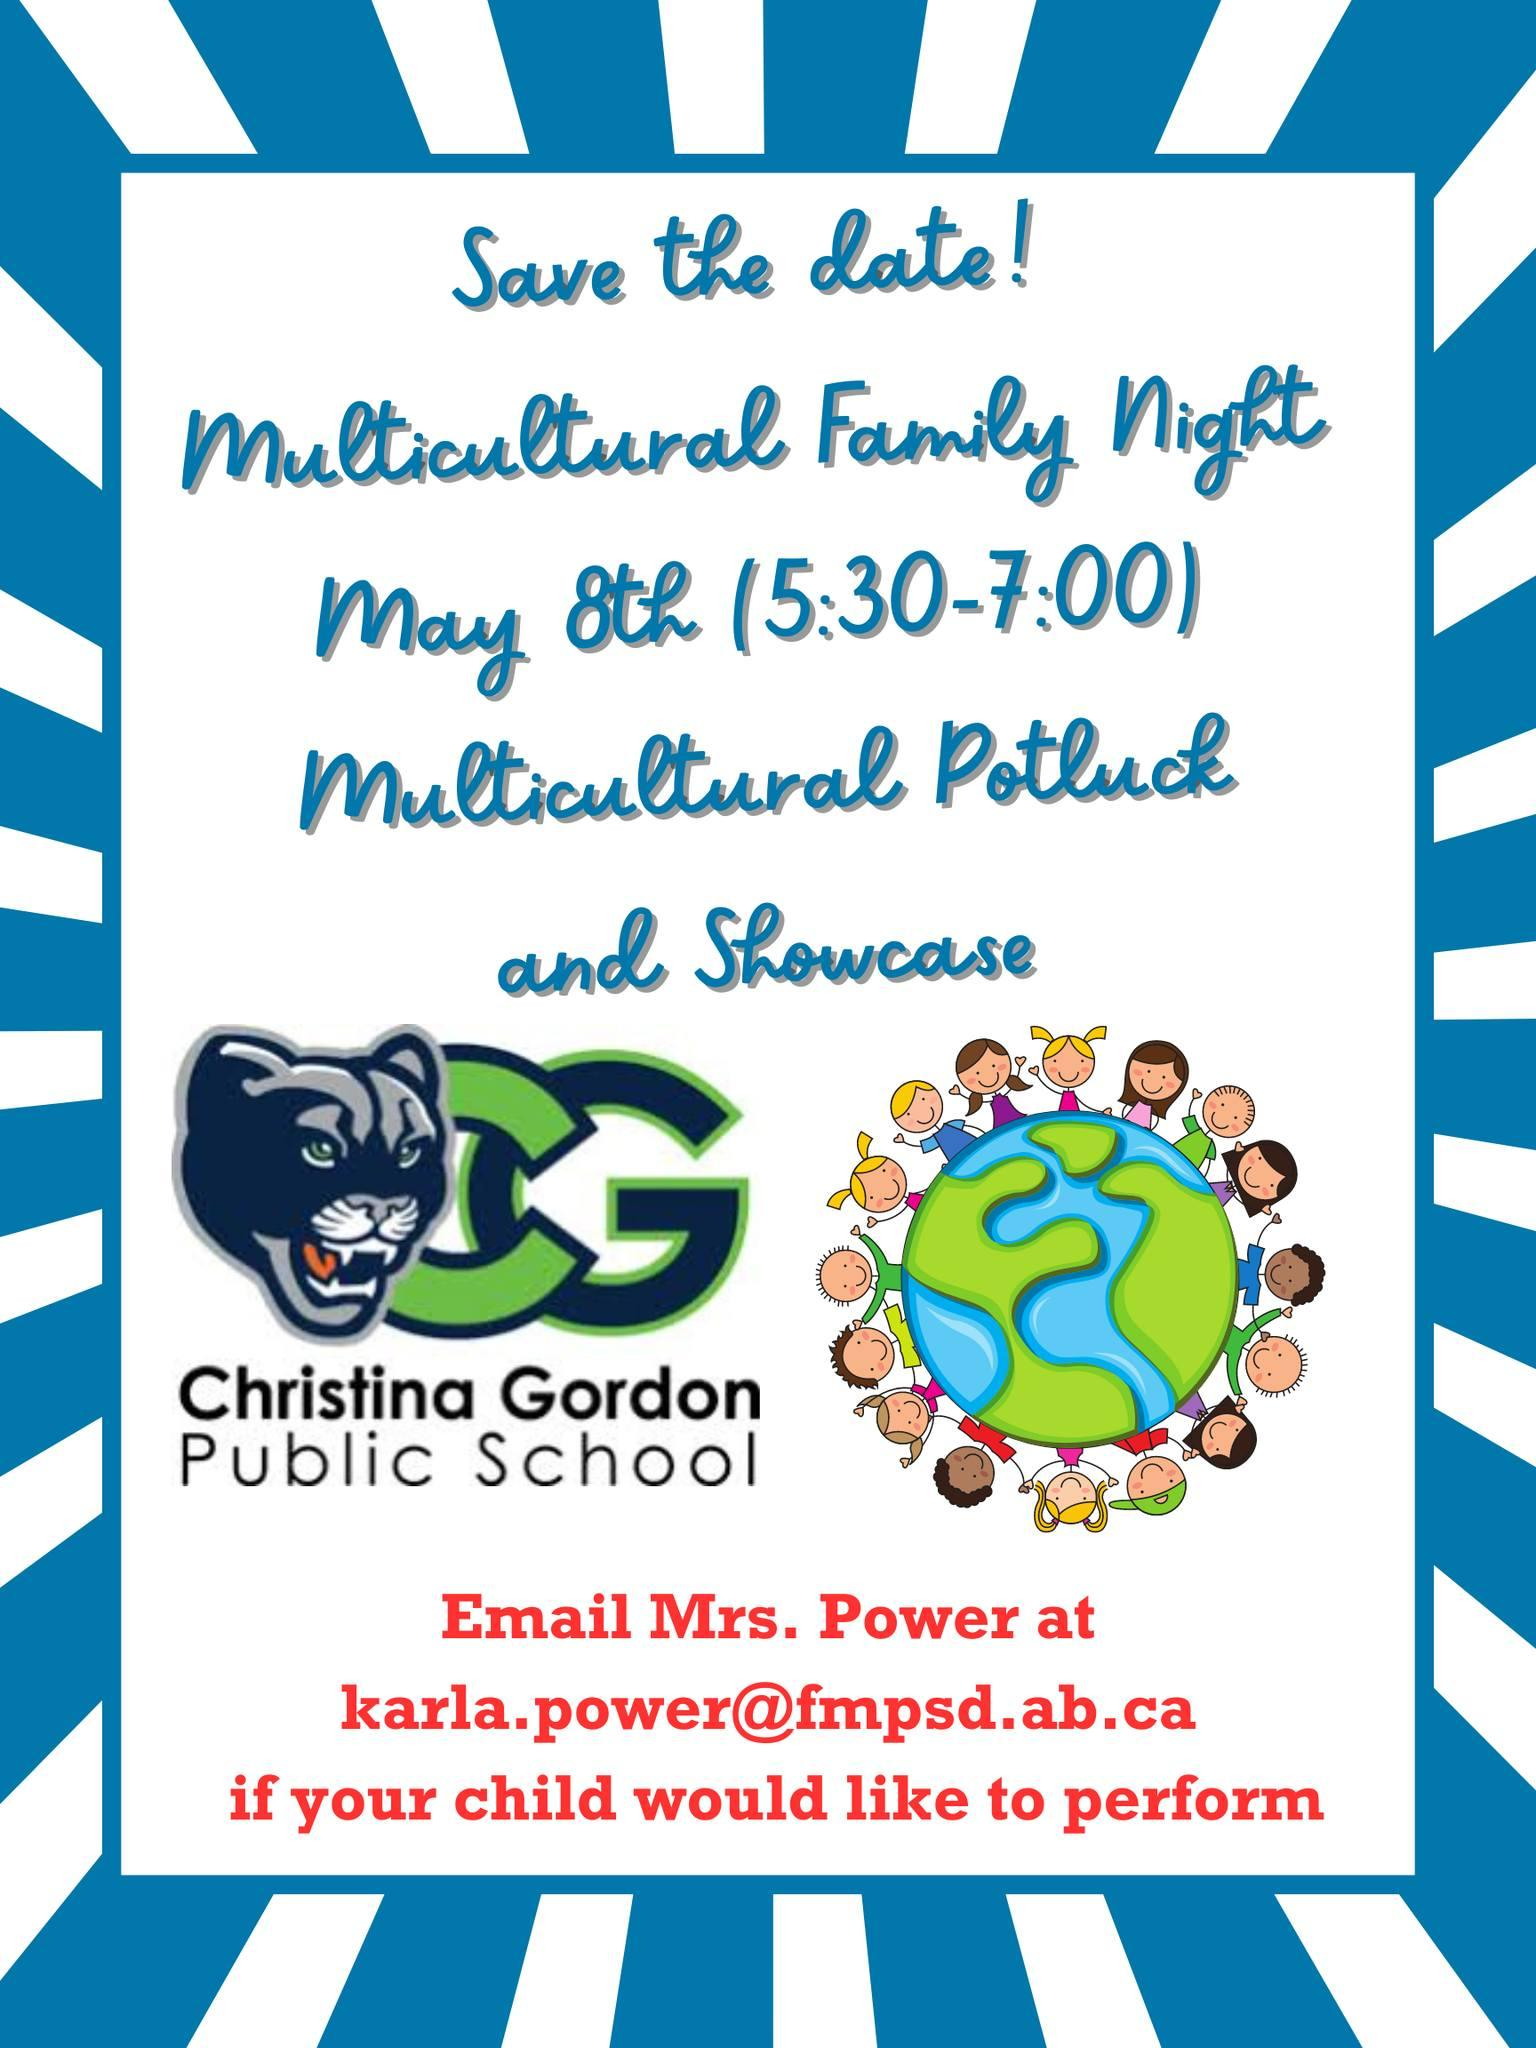 Save the date!
Multicultural Family Night
May 8th (5:30-7:00)
Multicultural Potluck
and Showcase
CG
Christina Gordon
Public School
Email Mrs. Power at
karla.power@fmpsd.ab.ca
if your child would like to perform